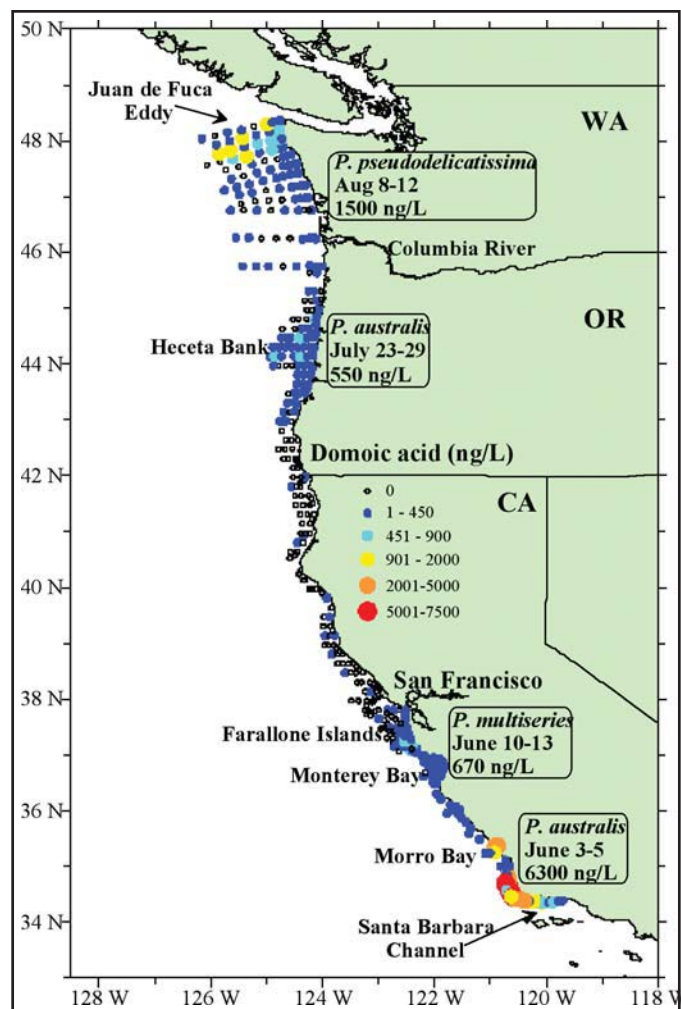 50 N
48 N
46 N
44 N
42 N
40 N
38 N
36 N
34 N
Juan de Fuca
Eddy
WA
P. pseudodelicatissima
Aug 8-12
1500 ng/L
Columbia River
OR
P. australis
July 23-29
550 ng/L
Heceta Bank
Domoic acid (ng/L)
0
1 - 450
451 - 900
901 - 2000
2001-5000
5001-7500
CA
San Francisco
Farallone Islands
P. multiseries
June 10-13
670 ng/L
Monterey Bay
P. australis
June 3-5
6300 ng/L
Morro Bay
Santa Barbara
Channel
128 W 126 W 124 W 122 W 120 W 118 W